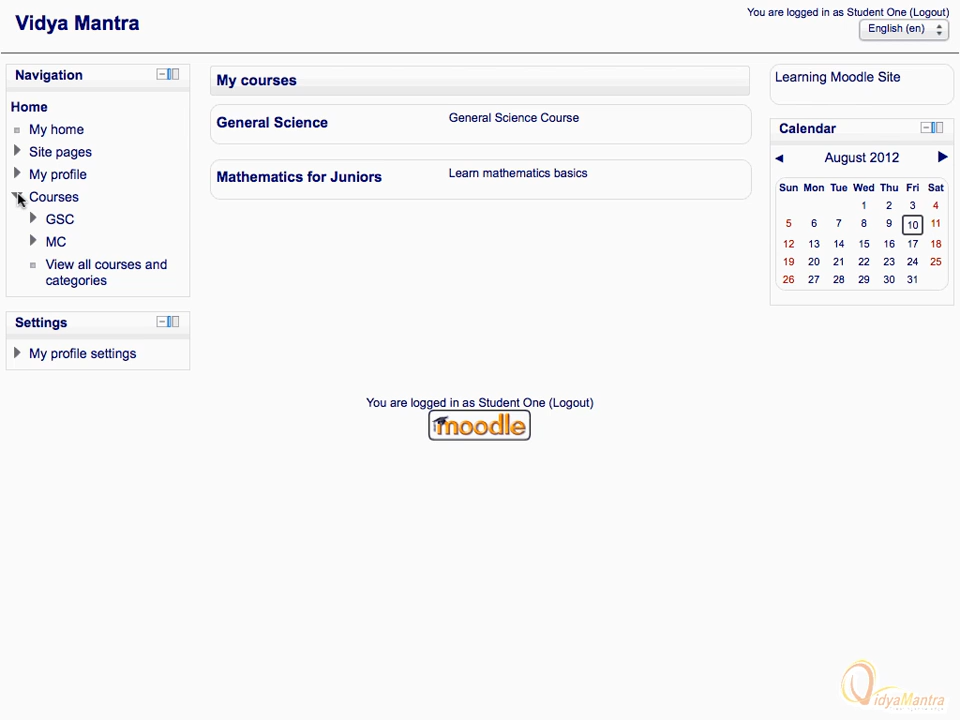 Vidya Mantra
You are logged in as Student One (Logout)
English (en)
Navigation
Home
My home
Site pages
My profile
Courses
GSC
MC
View all courses and
categories
Settings
My profile settings
My courses
General Science
General Science Course
Mathematics for Juniors
Learn mathematics basics
Learning Moodle Site
Calendar
◀ August 2012 ▶
Sun Mon Tue Wed Thu Fri Sat
1 2 3 4
5 6 7 8 9 10 11
12 13 14 15 16 17 18
19 20 21 22 23 24 25
26 27 28 29 30 31
You are logged in as Student One (Logout)
moodle
VidyaMantra